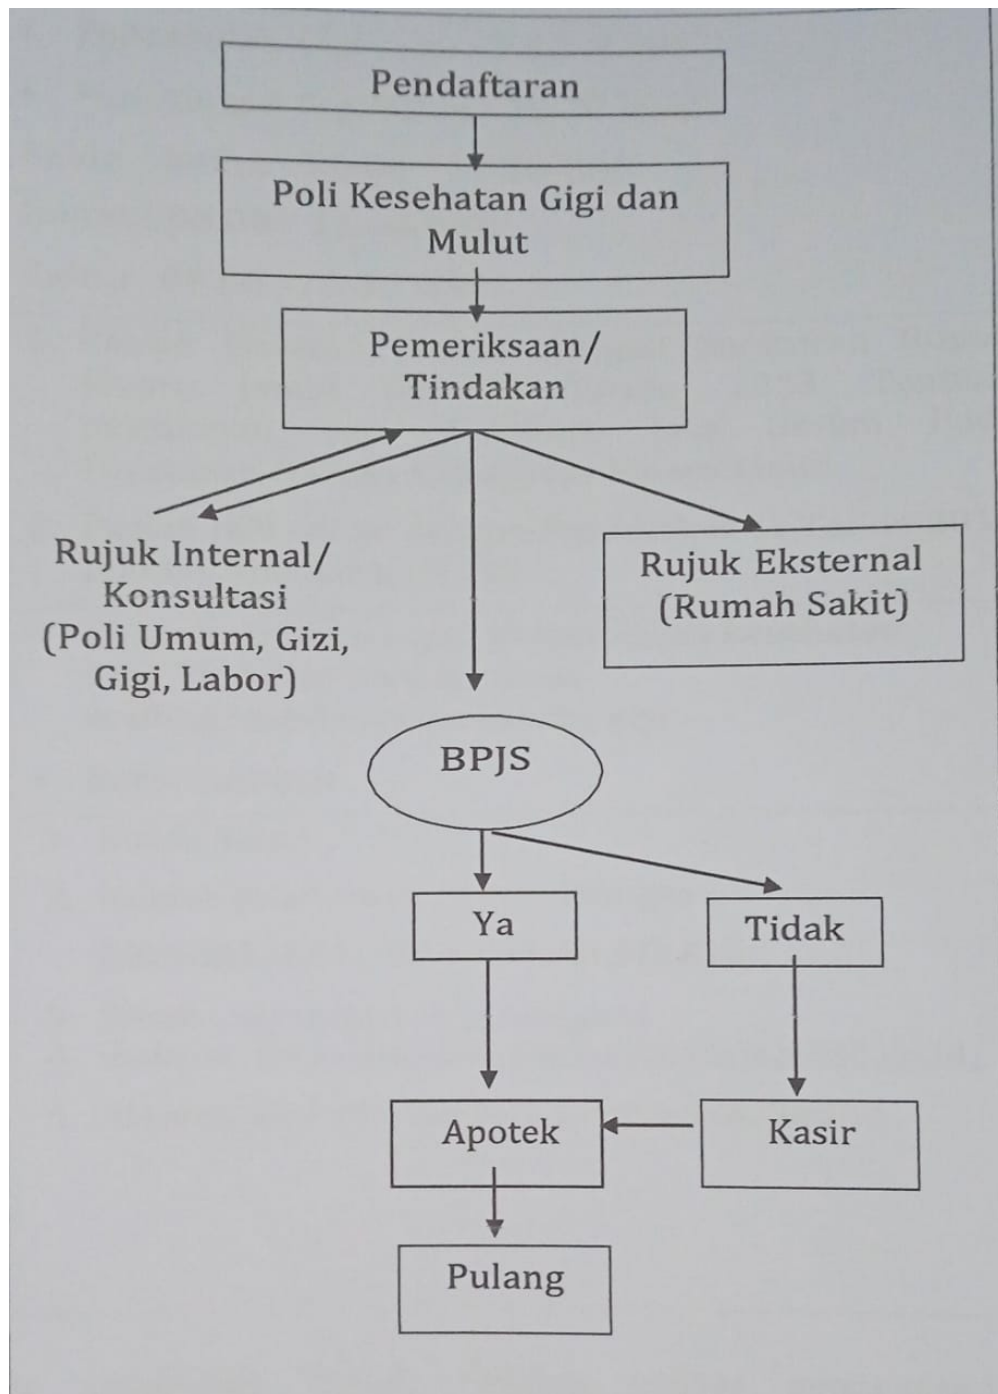 Pendaftaran
Poli Kesehatan Gigi dan
Mulut
Pemeriksaan/
Tindakan
Rujuk Internal/
Konsultasi
(Poli Umum, Gizi,
Gigi, Labor)
Rujuk Eksternal
(Rumah Sakit)
BPJS
Ya
Tidak
Apotek
Kasir
Pulang